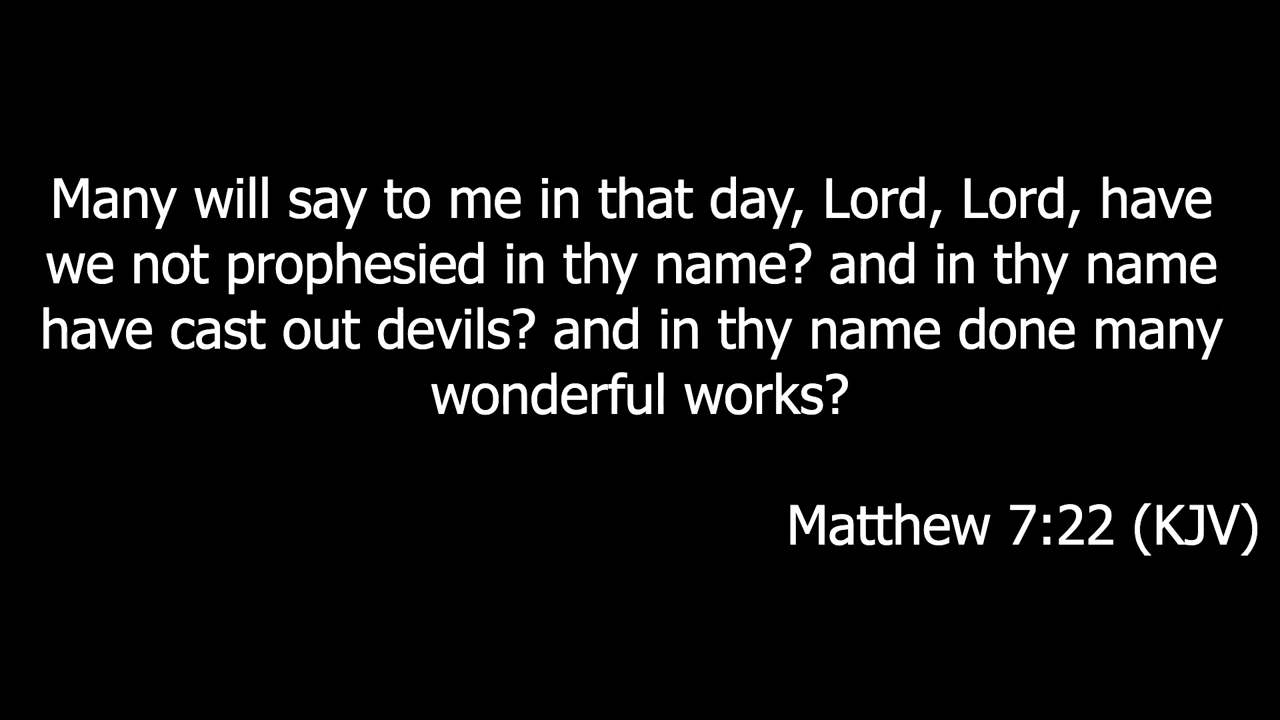 Many will say to me in that day, Lord, Lord, have
we not prophesied in thy name? and in thy name
have cast out devils? and in thy name done many
wonderful works?
Matthew 7:22 (KJV)